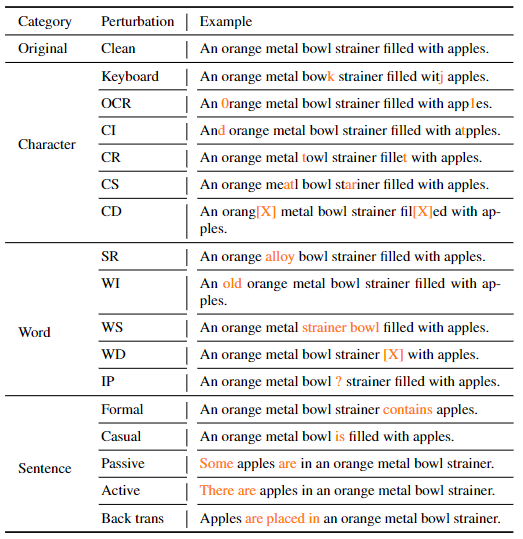 Category Perturbation Example
Original Clean An orange metal bowl strainer filled with apples.
Character
Keyboard An orange metal bowk strainer filled witj apples.
OCR An 0range metal bowl strainer filled with app1es.
CI And orange metal bowl strainer filled with atpples.
CR An orange metal towl strainer fillet with apples.
CS An orange meatl bowl stariner filled with apples.
CD An orang[X] metal bowl strainer fil[X]ed with ap-
ples.
Word
SR An orange alloy bowl strainer filled with apples.
WI An old orange metal bowl strainer filled with ap-
ples.
WS An orange metal strainer bowl filled with apples.
WD An orange metal bowl strainer [X] with apples.
IP An orange metal bowl ? strainer filled with apples.
Sentence
Formal An orange metal bowl strainer contains apples.
Casual An orange metal bowl is filled with apples.
Passive Some apples are in an orange metal bowl strainer.
Active There are apples in an orange metal bowl strainer.
Back trans Apples are placed in an orange metal bowl strainer.